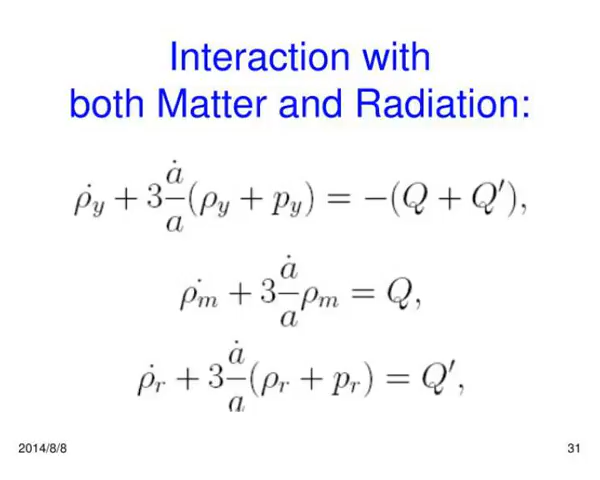 Interaction with
both Matter and Radiation:
ρ̇_y + 3 ȧ/a (ρ_y + p_y) = −(Q + Q′),
ρ̇_m + 3 ȧ/a ρ_m = Q,
ρ̇_r + 3 ȧ/a (ρ_r + p_r) = Q′,
2014/8/8 31